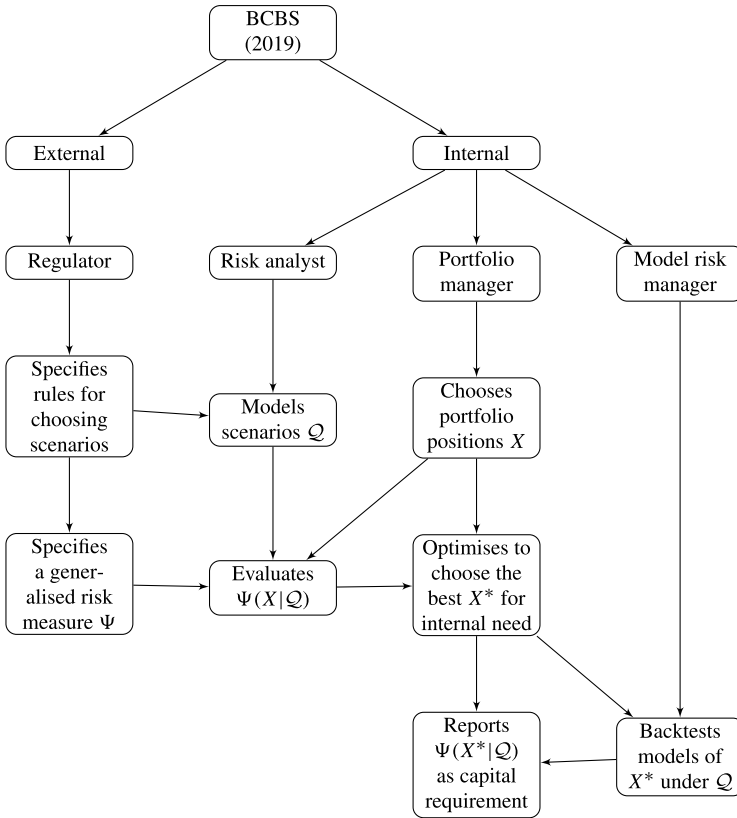 BCBS
(2019)
External
Internal
Regulator
Risk analyst
Portfolio
manager
Model risk
manager
Specifies
rules for
choosing
scenarios
Models
scenarios 𝒬
Chooses
portfolio
positions X
Specifies
a gener-
alised risk
measure Ψ
Evaluates
Ψ(X|𝒬)
Optimises to
choose the
best X* for
internal need
Reports
Ψ(X*|𝒬)
as capital
requirement
Backtests
models of
X* under 𝒬